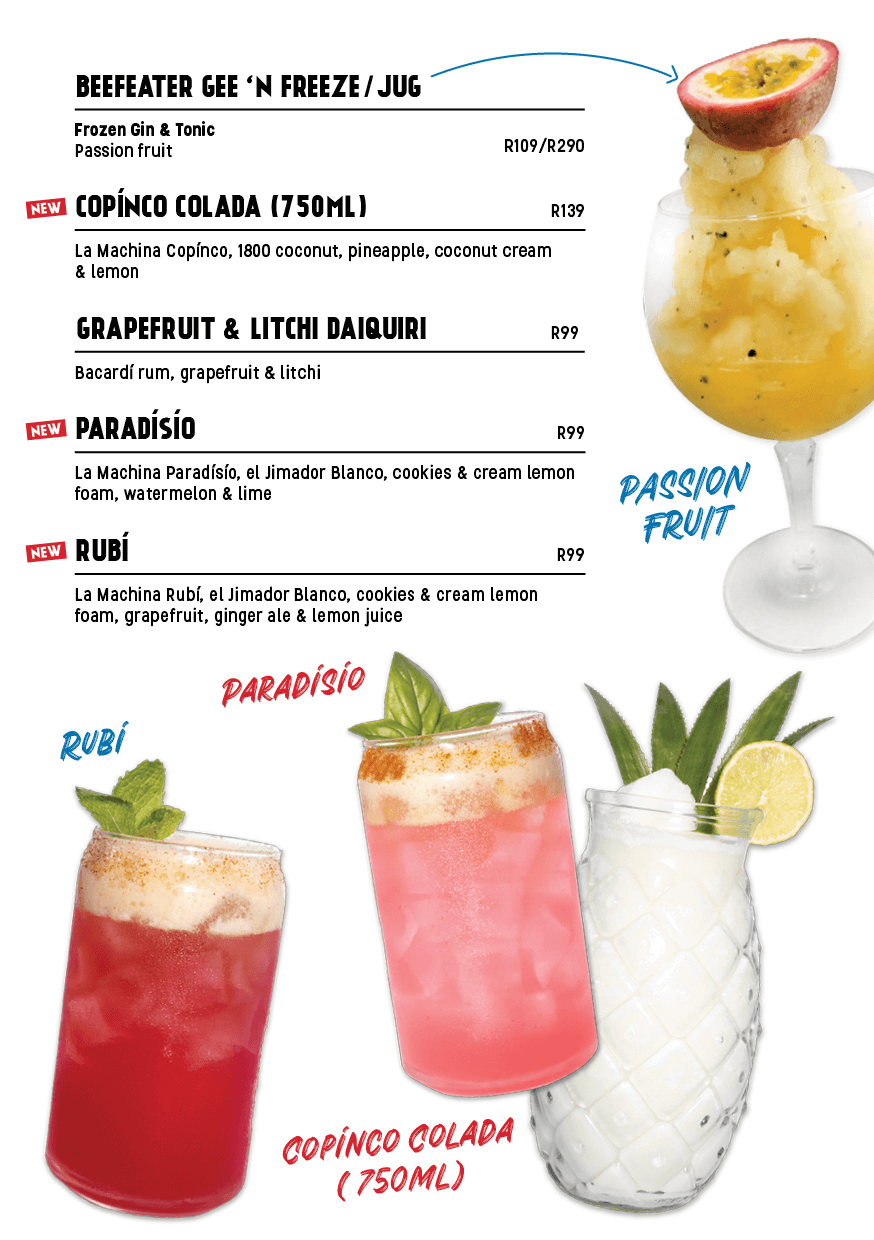 BEEFEATER GEE ‘N FREEZE/JUG
Frozen Gin & Tonic
Passion fruit
R109/R290
NEW COPÍNCO COLADA (750ML) R139
La Machina Copínco, 1800 coconut, pineapple, coconut cream
& lemon
GRAPEFRUIT & LITCHI DAIQUIRI R99
Bacardí rum, grapefruit & litchi
NEW PARADÍSÍO R99
La Machina Paradísío, el Jimador Blanco, cookies & cream lemon
foam, watermelon & lime
NEW RUBÍ R99
La Machina Rubí, el Jimador Blanco, cookies & cream lemon
foam, grapefruit, ginger ale & lemon juice
PASSION
FRUIT
PARADÍSÍO
RUBÍ
COPÍNCO COLADA
(750ML)